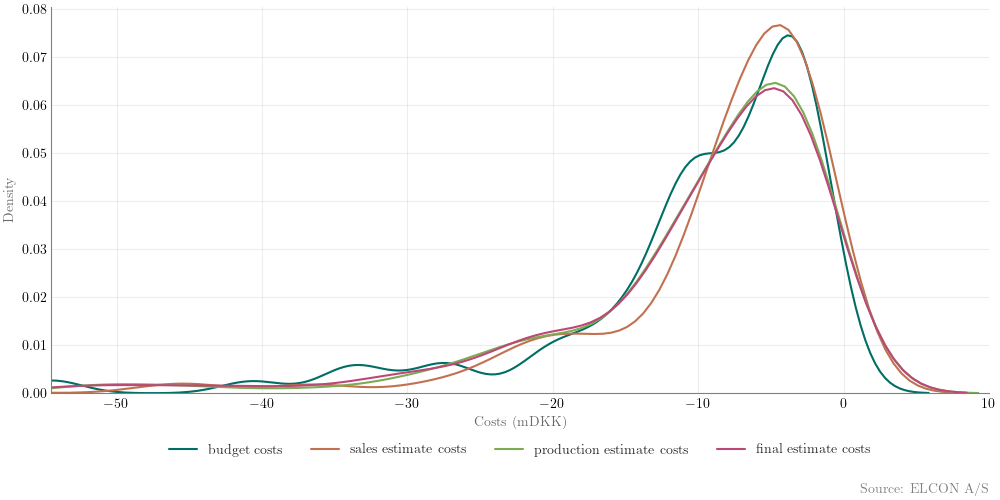 0.08
0.07
0.06
0.05
0.04
0.03
0.02
0.01
0.00
Density
−50 −40 −30 −20 −10 0 10
Costs (mDKK)
budget costs sales estimate costs production estimate costs final estimate costs
Source: ELCON A/S